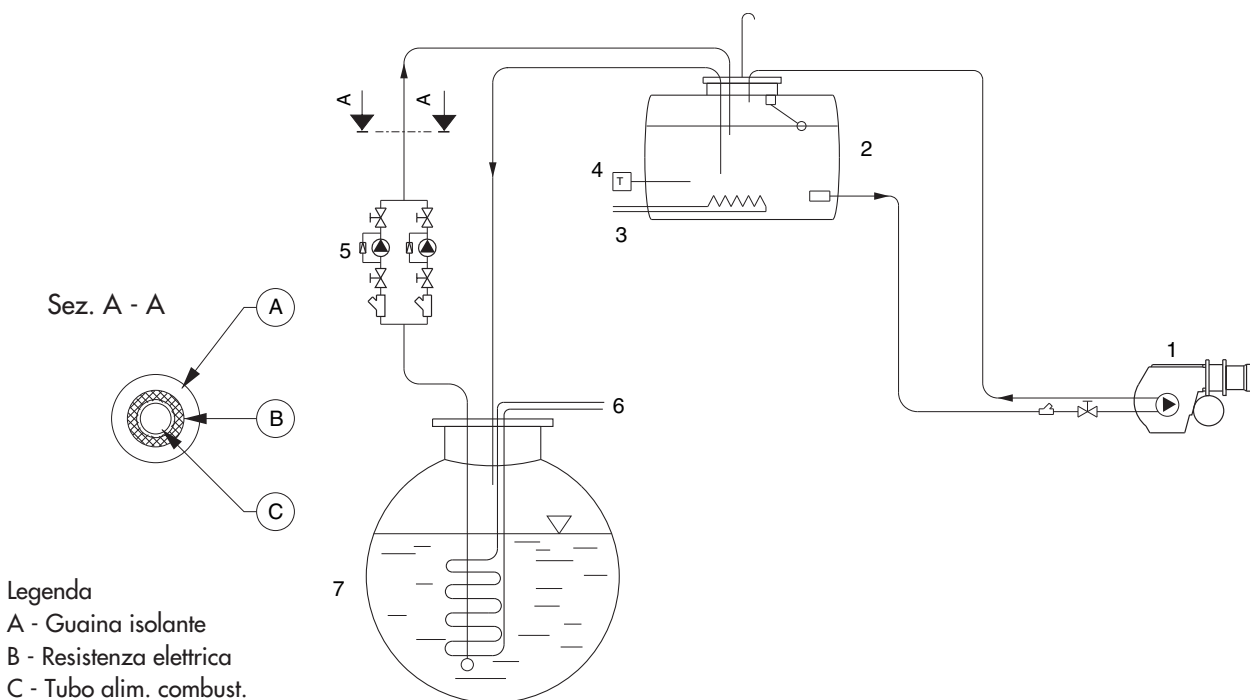 A
A
2
4
T
3
5
Sez. A - A
A
1
B
6
C
7
Legenda
A - Guaina isolante
B - Resistenza elettrica
C - Tubo alim. combust.